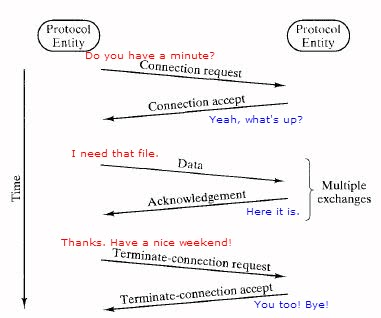 Protocol
Entity
Protocol
Entity
Do you have a minute?
Connection request
Connection accept
Yeah, what's up?
I need that file.
Data
Time
Multiple
exchanges
Acknowledgement
Here it is.
Thanks. Have a nice weekend!
Terminate-connection request
Terminate-connection accept
You too! Bye!